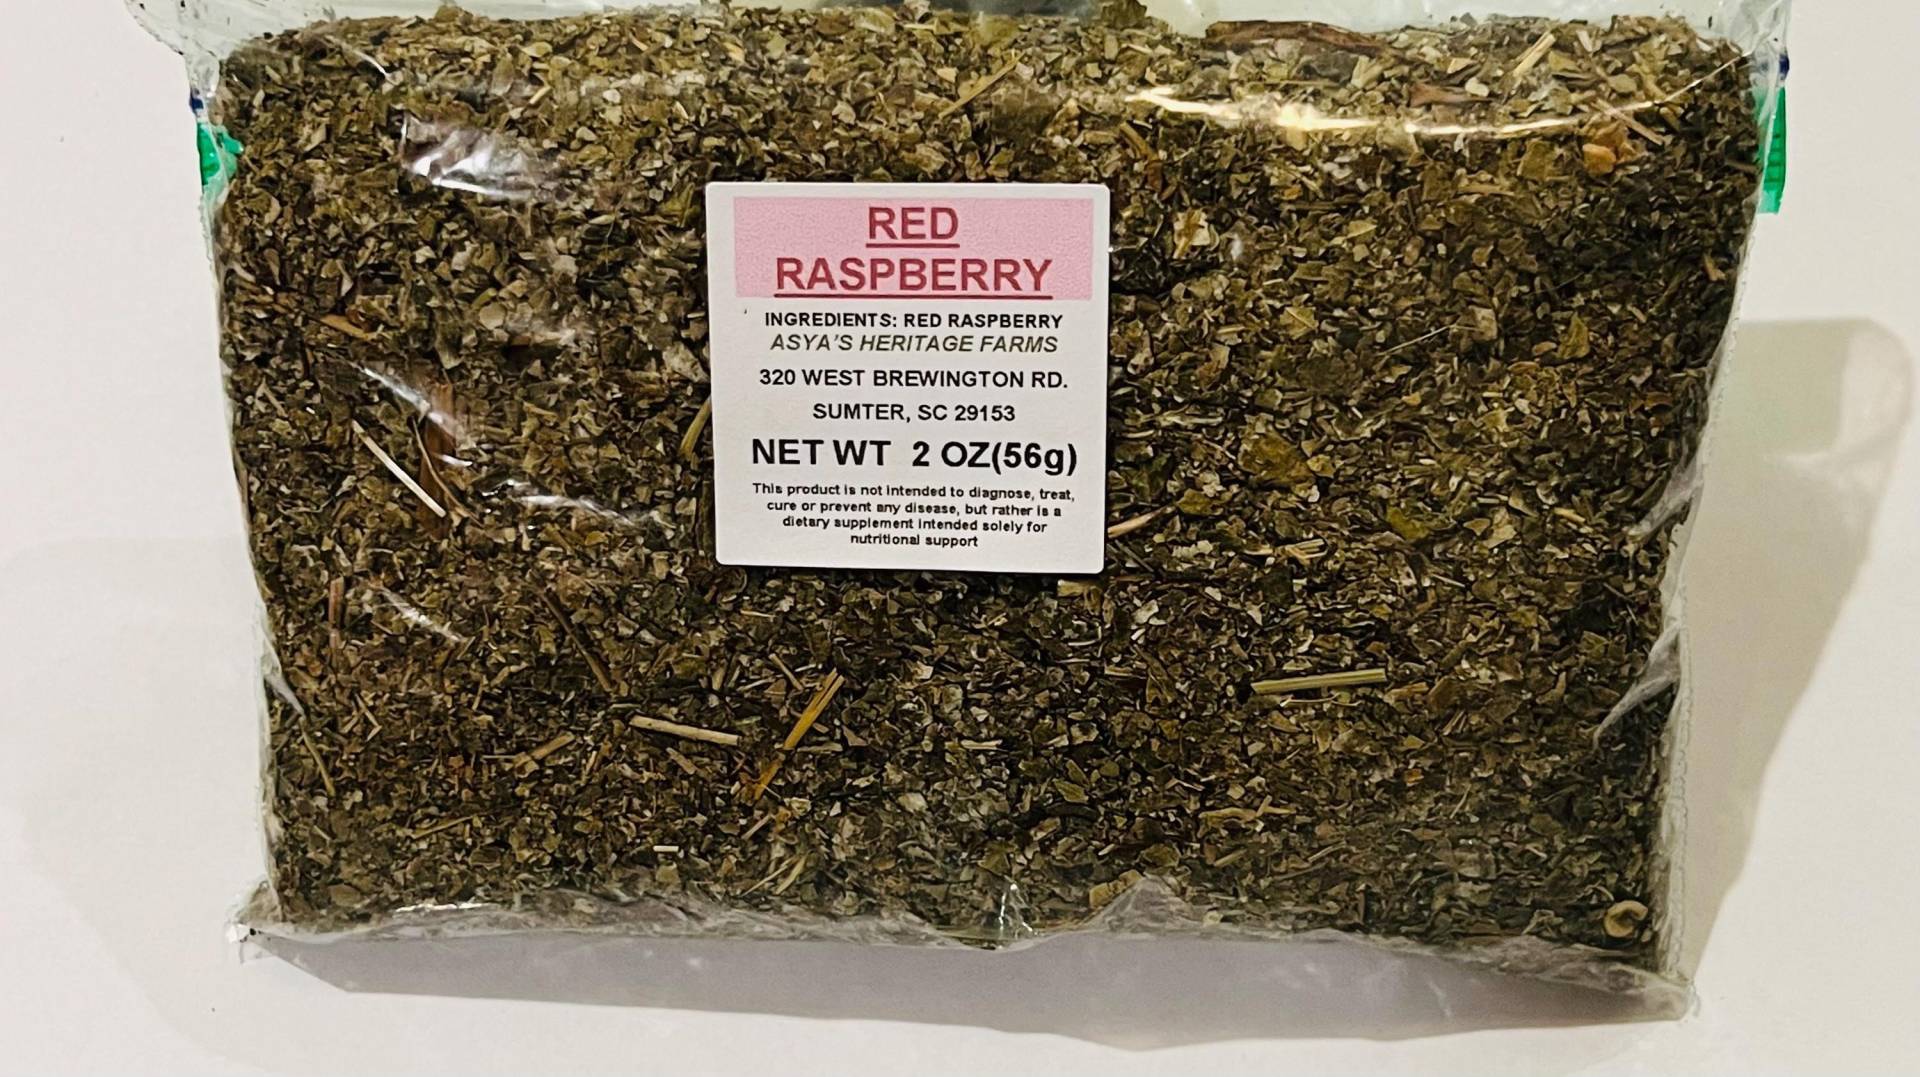 RED
RASPBERRY
INGREDIENTS: RED RASPBERRY
ASYA'S HERITAGE FARMS
320 WEST BREWINGTON RD.
SUMTER, SC 29153
NET WT 2 OZ(56g)
This product is not intended to diagnose, treat,
cure or prevent any disease, but rather is a
dietary supplement intended solely for
nutritional support